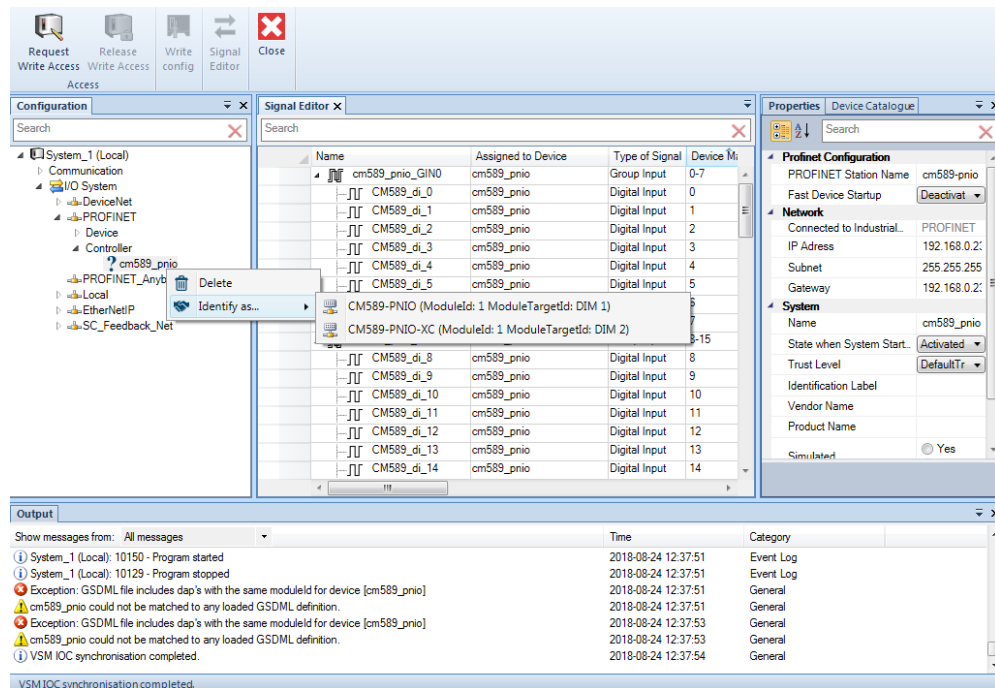 Request Write Access
Release Write Access
Write config
Signal Editor
Close
Access
Configuration
Search
System_1 (Local)
Communication
I/O System
DeviceNet
PROFINET
Device
Controller
cm589_pnio
PROFINET_Anyb
Local
EtherNetIP
SC_Feedback_Net
Delete
Identify as...
CM589-PNIO (ModuleId: 1 ModuleTargetId: DIM 1)
CM589-PNIO-XC (ModuleId: 1 ModuleTargetId: DIM 2)
Signal Editor
Search
Name Assigned to Device Type of Signal Device Ma
cm589_pnio_GIN0 cm589_pnio Group Input 0-7
CM589_di_0 cm589_pnio Digital Input 0
CM589_di_1 cm589_pnio Digital Input 1
CM589_di_2 cm589_pnio Digital Input 2
CM589_di_3 cm589_pnio Digital Input 3
CM589_di_4 cm589_pnio Digital Input 4
CM589_di_5 cm589_pnio Digital Input 5
8-15
CM589_di_8 cm589_pnio Digital Input 8
CM589_di_9 cm589_pnio Digital Input 9
CM589_di_10 cm589_pnio Digital Input 10
CM589_di_11 cm589_pnio Digital Input 11
CM589_di_12 cm589_pnio Digital Input 12
CM589_di_13 cm589_pnio Digital Input 13
CM589_di_14 cm589_pnio Digital Input 14
Properties Device Catalogue
Search
Profinet Configuration
PROFINET Station Name cm589-pnio
Fast Device Startup Deactivat
Network
Connected to Industrial... PROFINET
IP Adress 192.168.0.23
Subnet 255.255.255
Gateway 192.168.0.23
System
Name cm589_pnio
State when System Start... Activated
Trust Level DefaultTr
Identification Label
Vendor Name
Product Name
Simulated Yes
Output
Show messages from: All messages Time Category
System_1 (Local): 10150 - Program started 2018-08-24 12:37:51 Event Log
System_1 (Local): 10129 - Program stopped 2018-08-24 12:37:51 Event Log
Exception: GSDML file includes dap's with the same moduleId for device [cm589_pnio] 2018-08-24 12:37:51 General
cm589_pnio could not be matched to any loaded GSDML definition. 2018-08-24 12:37:51 General
Exception: GSDML file includes dap's with the same moduleId for device [cm589_pnio] 2018-08-24 12:37:53 General
cm589_pnio could not be matched to any loaded GSDML definition. 2018-08-24 12:37:53 General
VSM IOC synchronisation completed. 2018-08-24 12:37:54 General
VSM IOC synchronisation completed.